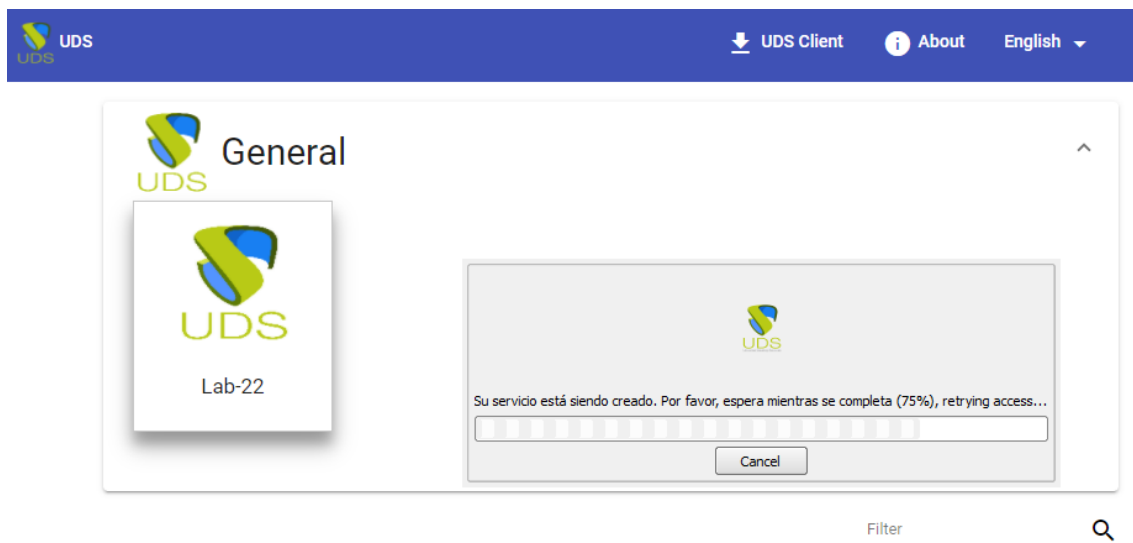 UDS UDS UDS Client i About English
General
UDS
UDS
Lab-22
UDS
Su servicio está siendo creado. Por favor, espera mientras se completa (75%), retrying access...
Cancel
Filter